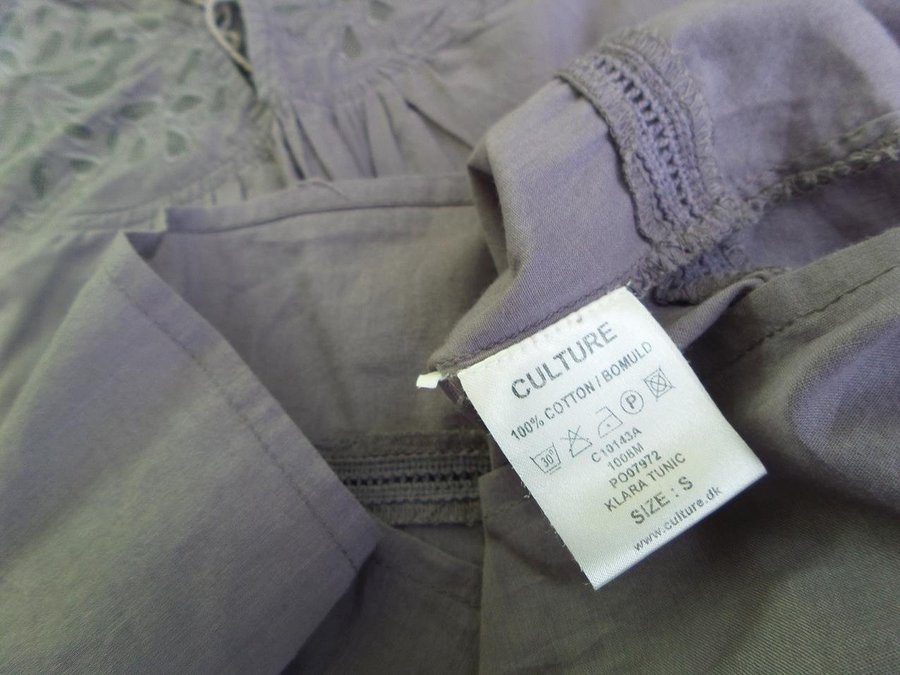 CULTURE
100% COTTON / BOMULD
30° P
C10143A
1008M
PO07972
KLARA TUNIC
SIZE : S
www.culture.dk